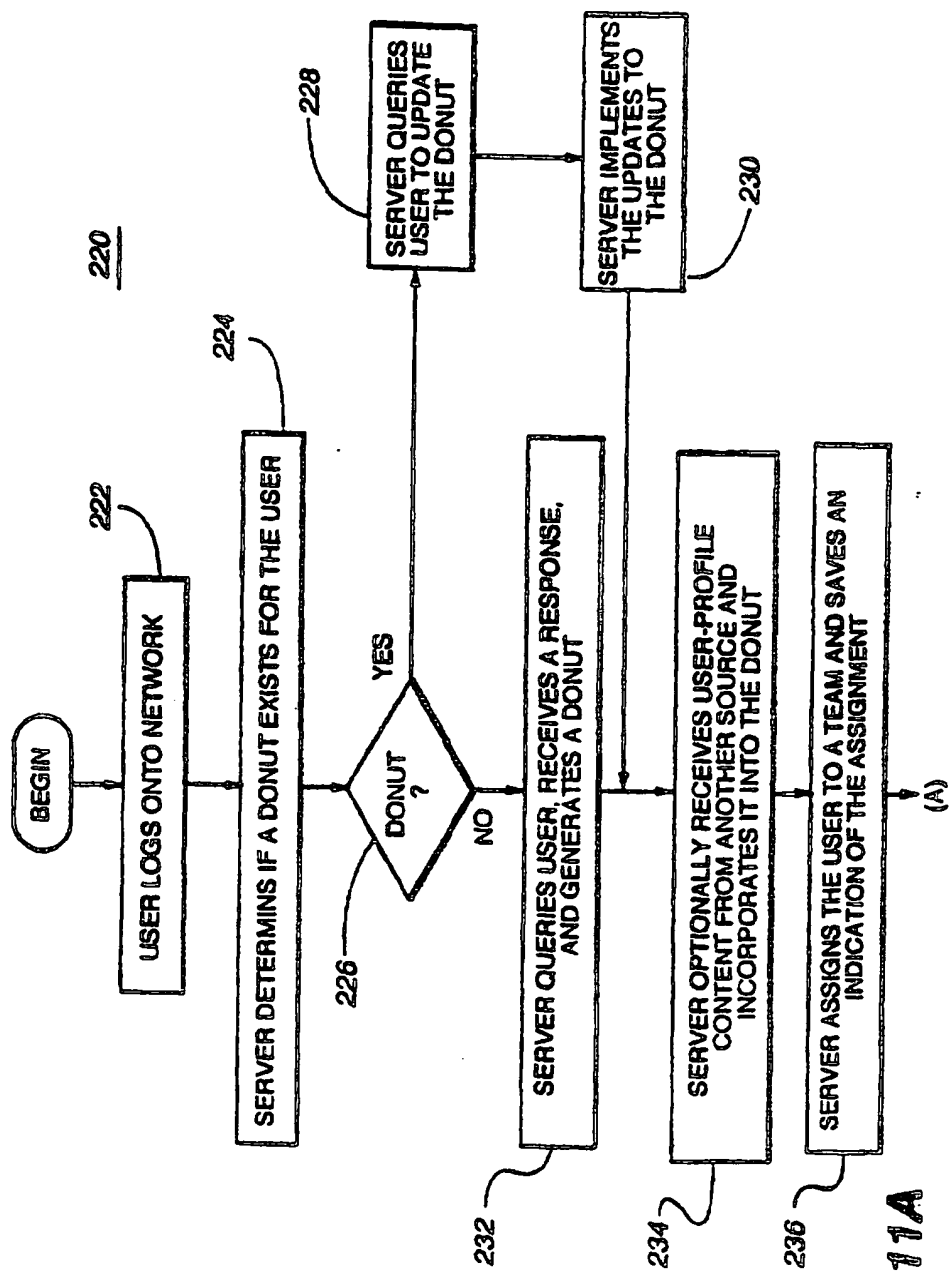 220
BEGIN
222
USER LOGS ONTO NETWORK
224
SERVER DETERMINS IF A DONUT EXISTS FOR THE USER
226
DONUT
?
YES
NO
228
SERVER QUERIES
USER TO UPDATE
THE DONUT
SERVER IMPLEMENTS
THE UPDATES TO
THE DONUT
230
232
SERVER QUERIES USER, RECEIVES A RESPONSE,
AND GENERATES A DONUT
234
SERVER OPTIONALLY RECEIVES USER-PROFILE
CONTENT FROM ANOTHER SOURCE AND
INCORPORATES IT INTO THE DONUT
236
SERVER ASSIGNS THE USER TO A TEAM AND SAVES AN
INDICATION OF THE ASSIGNMENT
(A)
11A